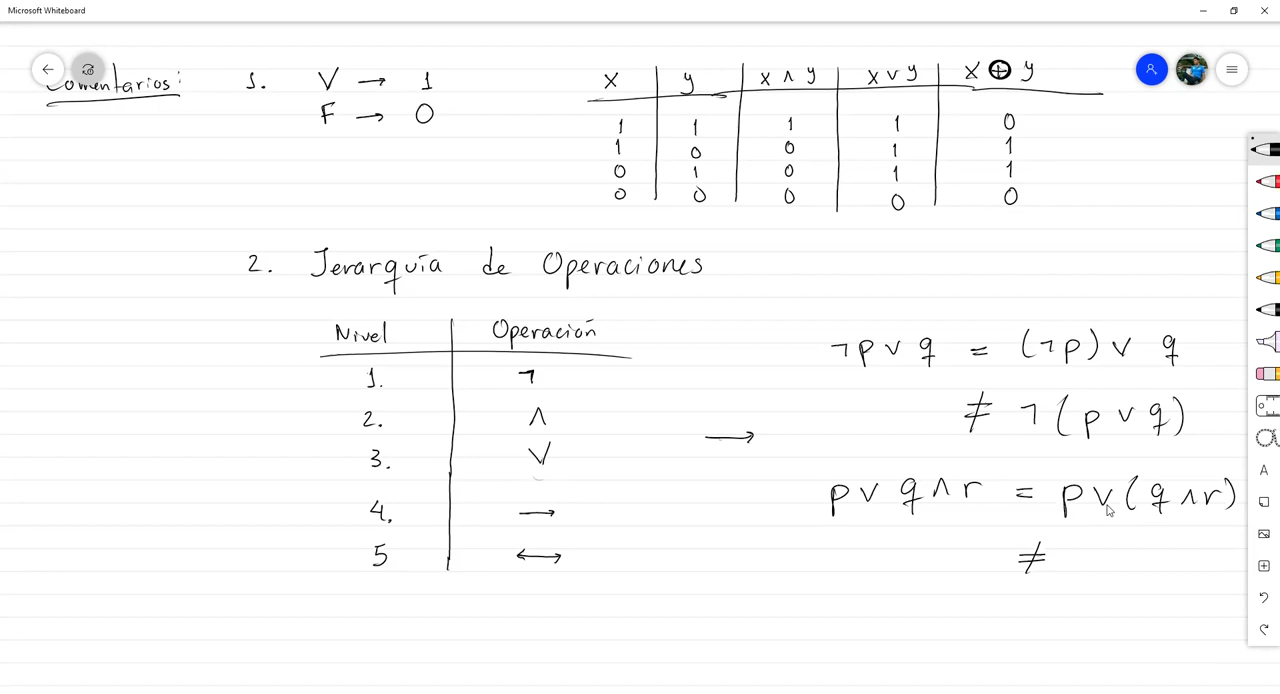 Microsoft Whiteboard
Comentarios: 1. V → 1
F → 0
x y x ∧ y x ∨ y x ⊕ y
1 1 1 1 0
1 0 0 1 1
0 1 0 1 1
0 0 0 0 0
2. Jerarquía de Operaciones
Nivel Operación
1. ¬
2. ∧
3. ∨
4. →
5 ↔
→
¬p ∨ q = (¬p) ∨ q
≠ ¬(p ∨ q)
p ∨ q ∧ r = p ∨ (q ∧ r)
≠
A